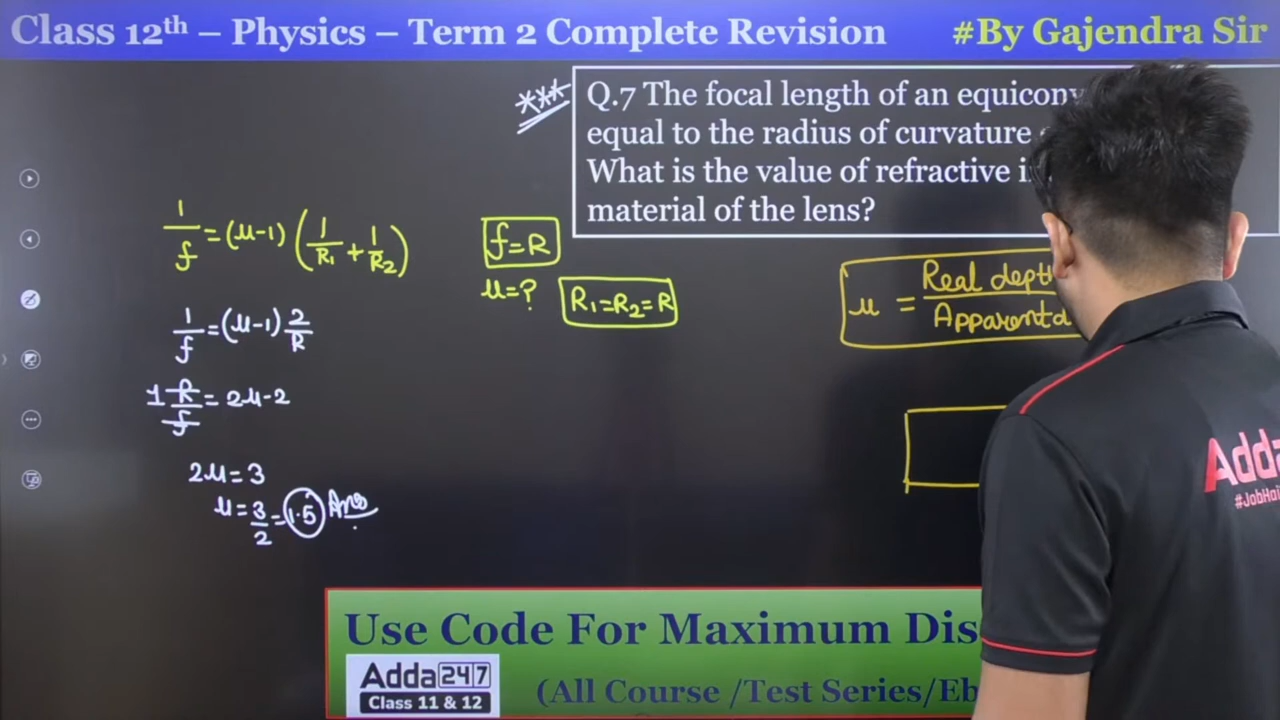 Class 12th – Physics – Term 2 Complete Revision #By Gajendra Sir
*** Q.7 The focal length of an equiconv
equal to the radius of curvature
What is the value of refractive i
material of the lens?
1/f = (μ-1) (1/R₁ + 1/R₂)
f=R
μ=? R₁=R₂=R
μ = Real depth/Apparent d
1/f = (μ-1) 2/R
1 R/f = 2μ-2
2μ = 3
μ = 3/2 = 1.5 Ans
Adda
#JobHai
Use Code For Maximum Dis
(All Course /Test Series/Eb
Adda247
Class 11 & 12